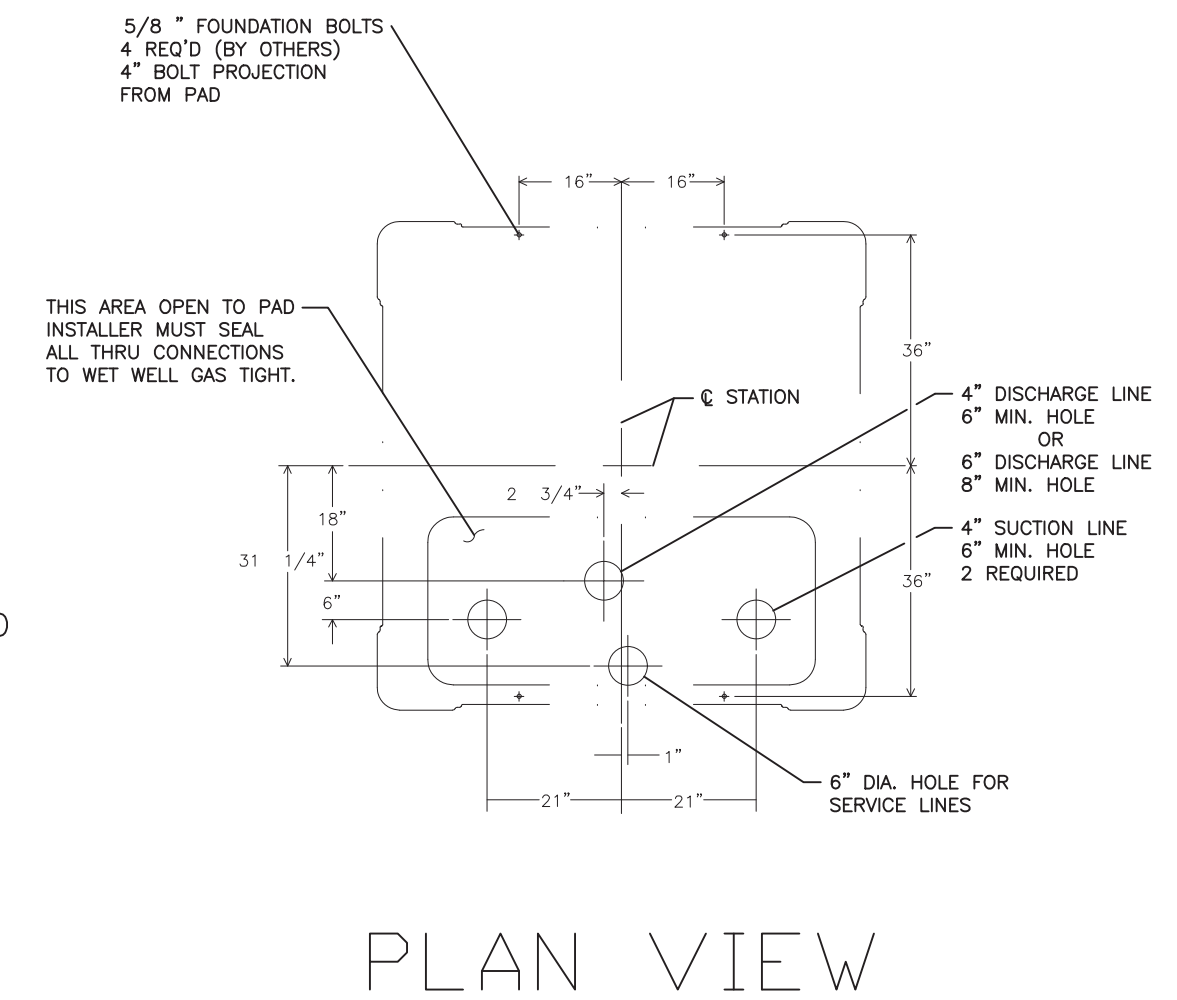 5/8 " FOUNDATION BOLTS
4 REQ'D (BY OTHERS)
4" BOLT PROJECTION
FROM PAD
16"
16"
THIS AREA OPEN TO PAD
INSTALLER MUST SEAL
ALL THRU CONNECTIONS
TO WET WELL GAS TIGHT.
36"
℄ STATION
4" DISCHARGE LINE
6" MIN. HOLE
OR
6" DISCHARGE LINE
8" MIN. HOLE
2 3/4"
18"
31 1/4"
6"
4" SUCTION LINE
6" MIN. HOLE
2 REQUIRED
36"
1"
21"
21"
6" DIA. HOLE FOR
SERVICE LINES
PLAN VIEW